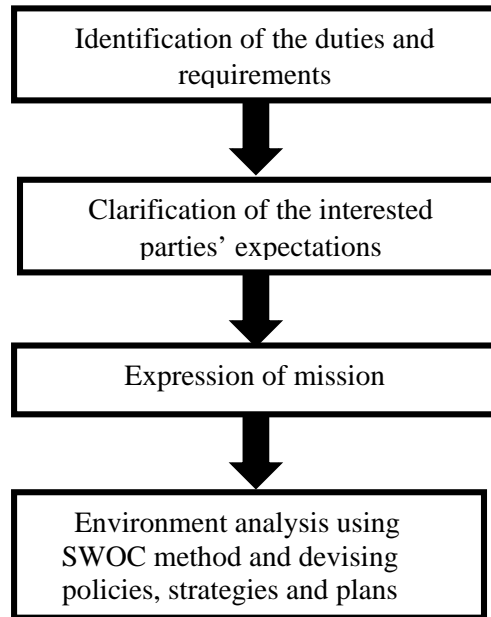 Identification of the duties and
requirements
Clarification of the interested
parties’ expectations
Expression of mission
Environment analysis using
SWOC method and devising
policies, strategies and plans